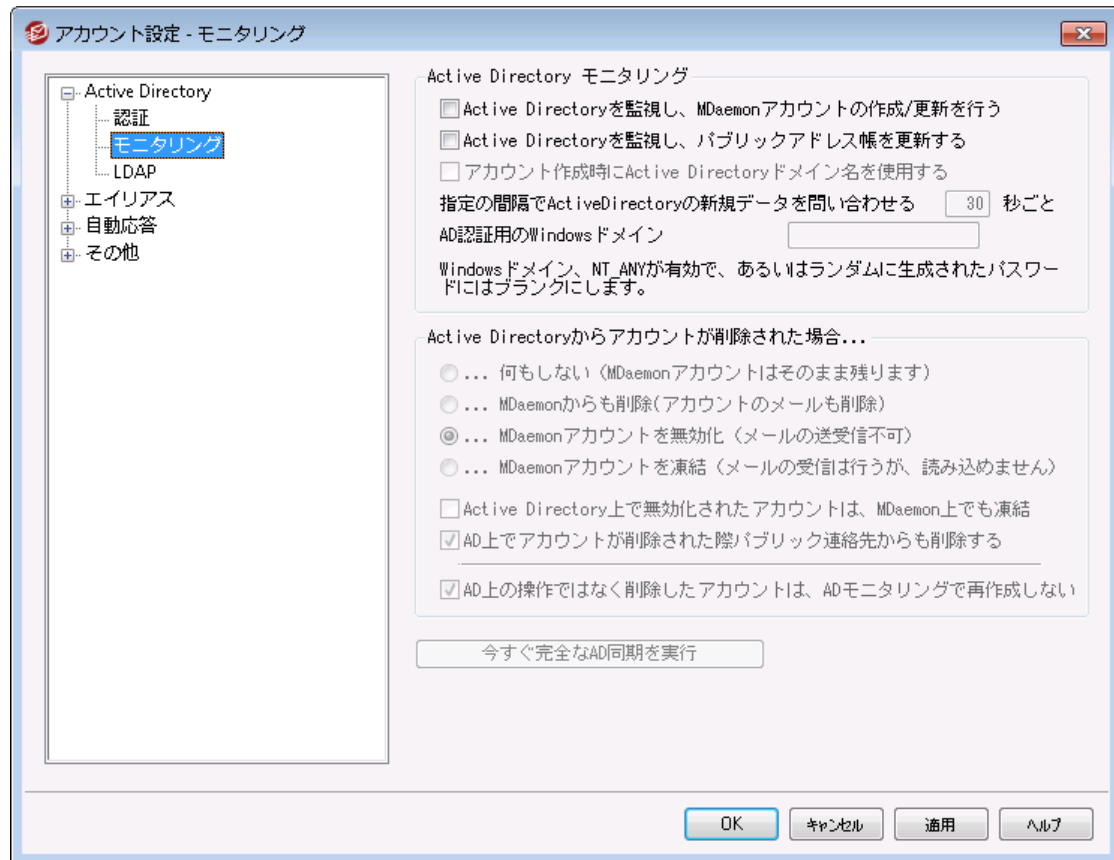 アカウント設定 - モニタリング
Active Directory
認証
モニタリング
LDAP
エイリアス
自動応答
その他
Active Directory モニタリング
Active Directoryを監視し、MDaemonアカウントの作成/更新を行う
Active Directoryを監視し、パブリックアドレス帳を更新する
アカウント作成時にActive Directoryドメイン名を使用する
指定の間隔でActiveDirectoryの新規データを問い合わせる 30 秒ごと
AD認証用のWindowsドメイン
Windowsドメイン、NT_ANYが有効で、あるいはランダムに生成されたパスワー
ドにはブランクにします。
Active Directoryからアカウントが削除された場合...
... 何もしない（MDaemonアカウントはそのまま残ります）
... MDaemonからも削除(アカウントのメールも削除)
... MDaemonアカウントを無効化（メールの送受信不可）
... MDaemonアカウントを凍結（メールの受信は行うが、読み込めません）
Active Directory上で無効化されたアカウントは、MDaemon上でも凍結
AD上でアカウントが削除された際パブリック連絡先からも削除する
AD上の操作ではなく削除したアカウントは、ADモニタリングで再作成しない
今すぐ完全なAD同期を実行
OK
キャンセル
適用
ヘルプ